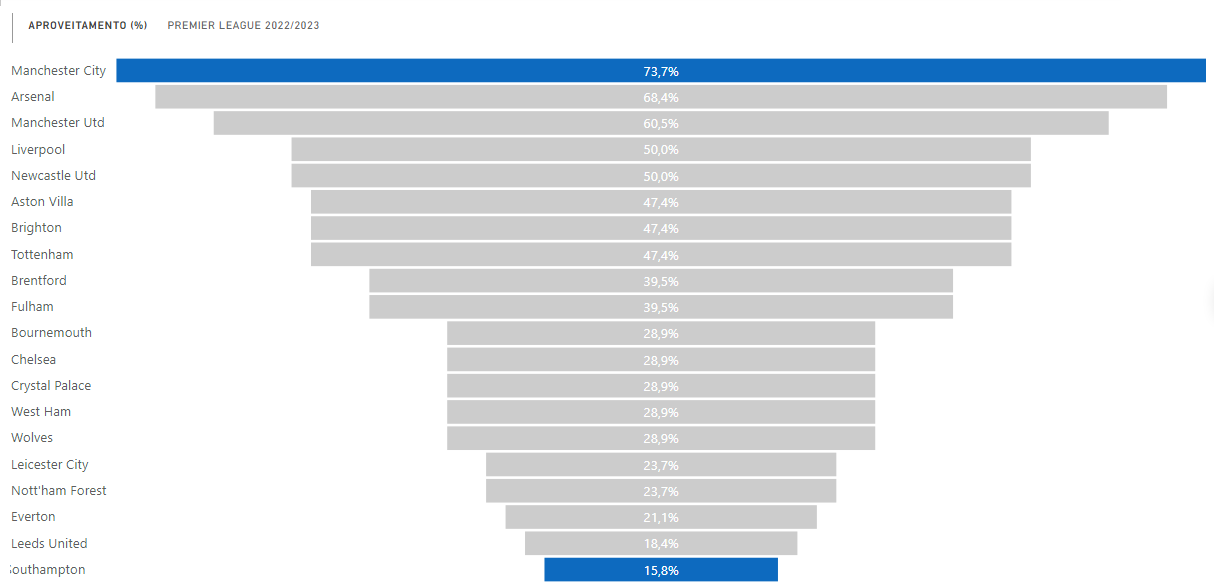 APROVEITAMENTO (%) PREMIER LEAGUE 2022/2023
Manchester City 73,7%
Arsenal 68,4%
Manchester Utd 60,5%
Liverpool 50,0%
Newcastle Utd 50,0%
Aston Villa 47,4%
Brighton 47,4%
Tottenham 47,4%
Brentford 39,5%
Fulham 39,5%
Bournemouth 28,9%
Chelsea 28,9%
Crystal Palace 28,9%
West Ham 28,9%
Wolves 28,9%
Leicester City 23,7%
Nott'ham Forest 23,7%
Everton 21,1%
Leeds United 18,4%
Southampton 15,8%